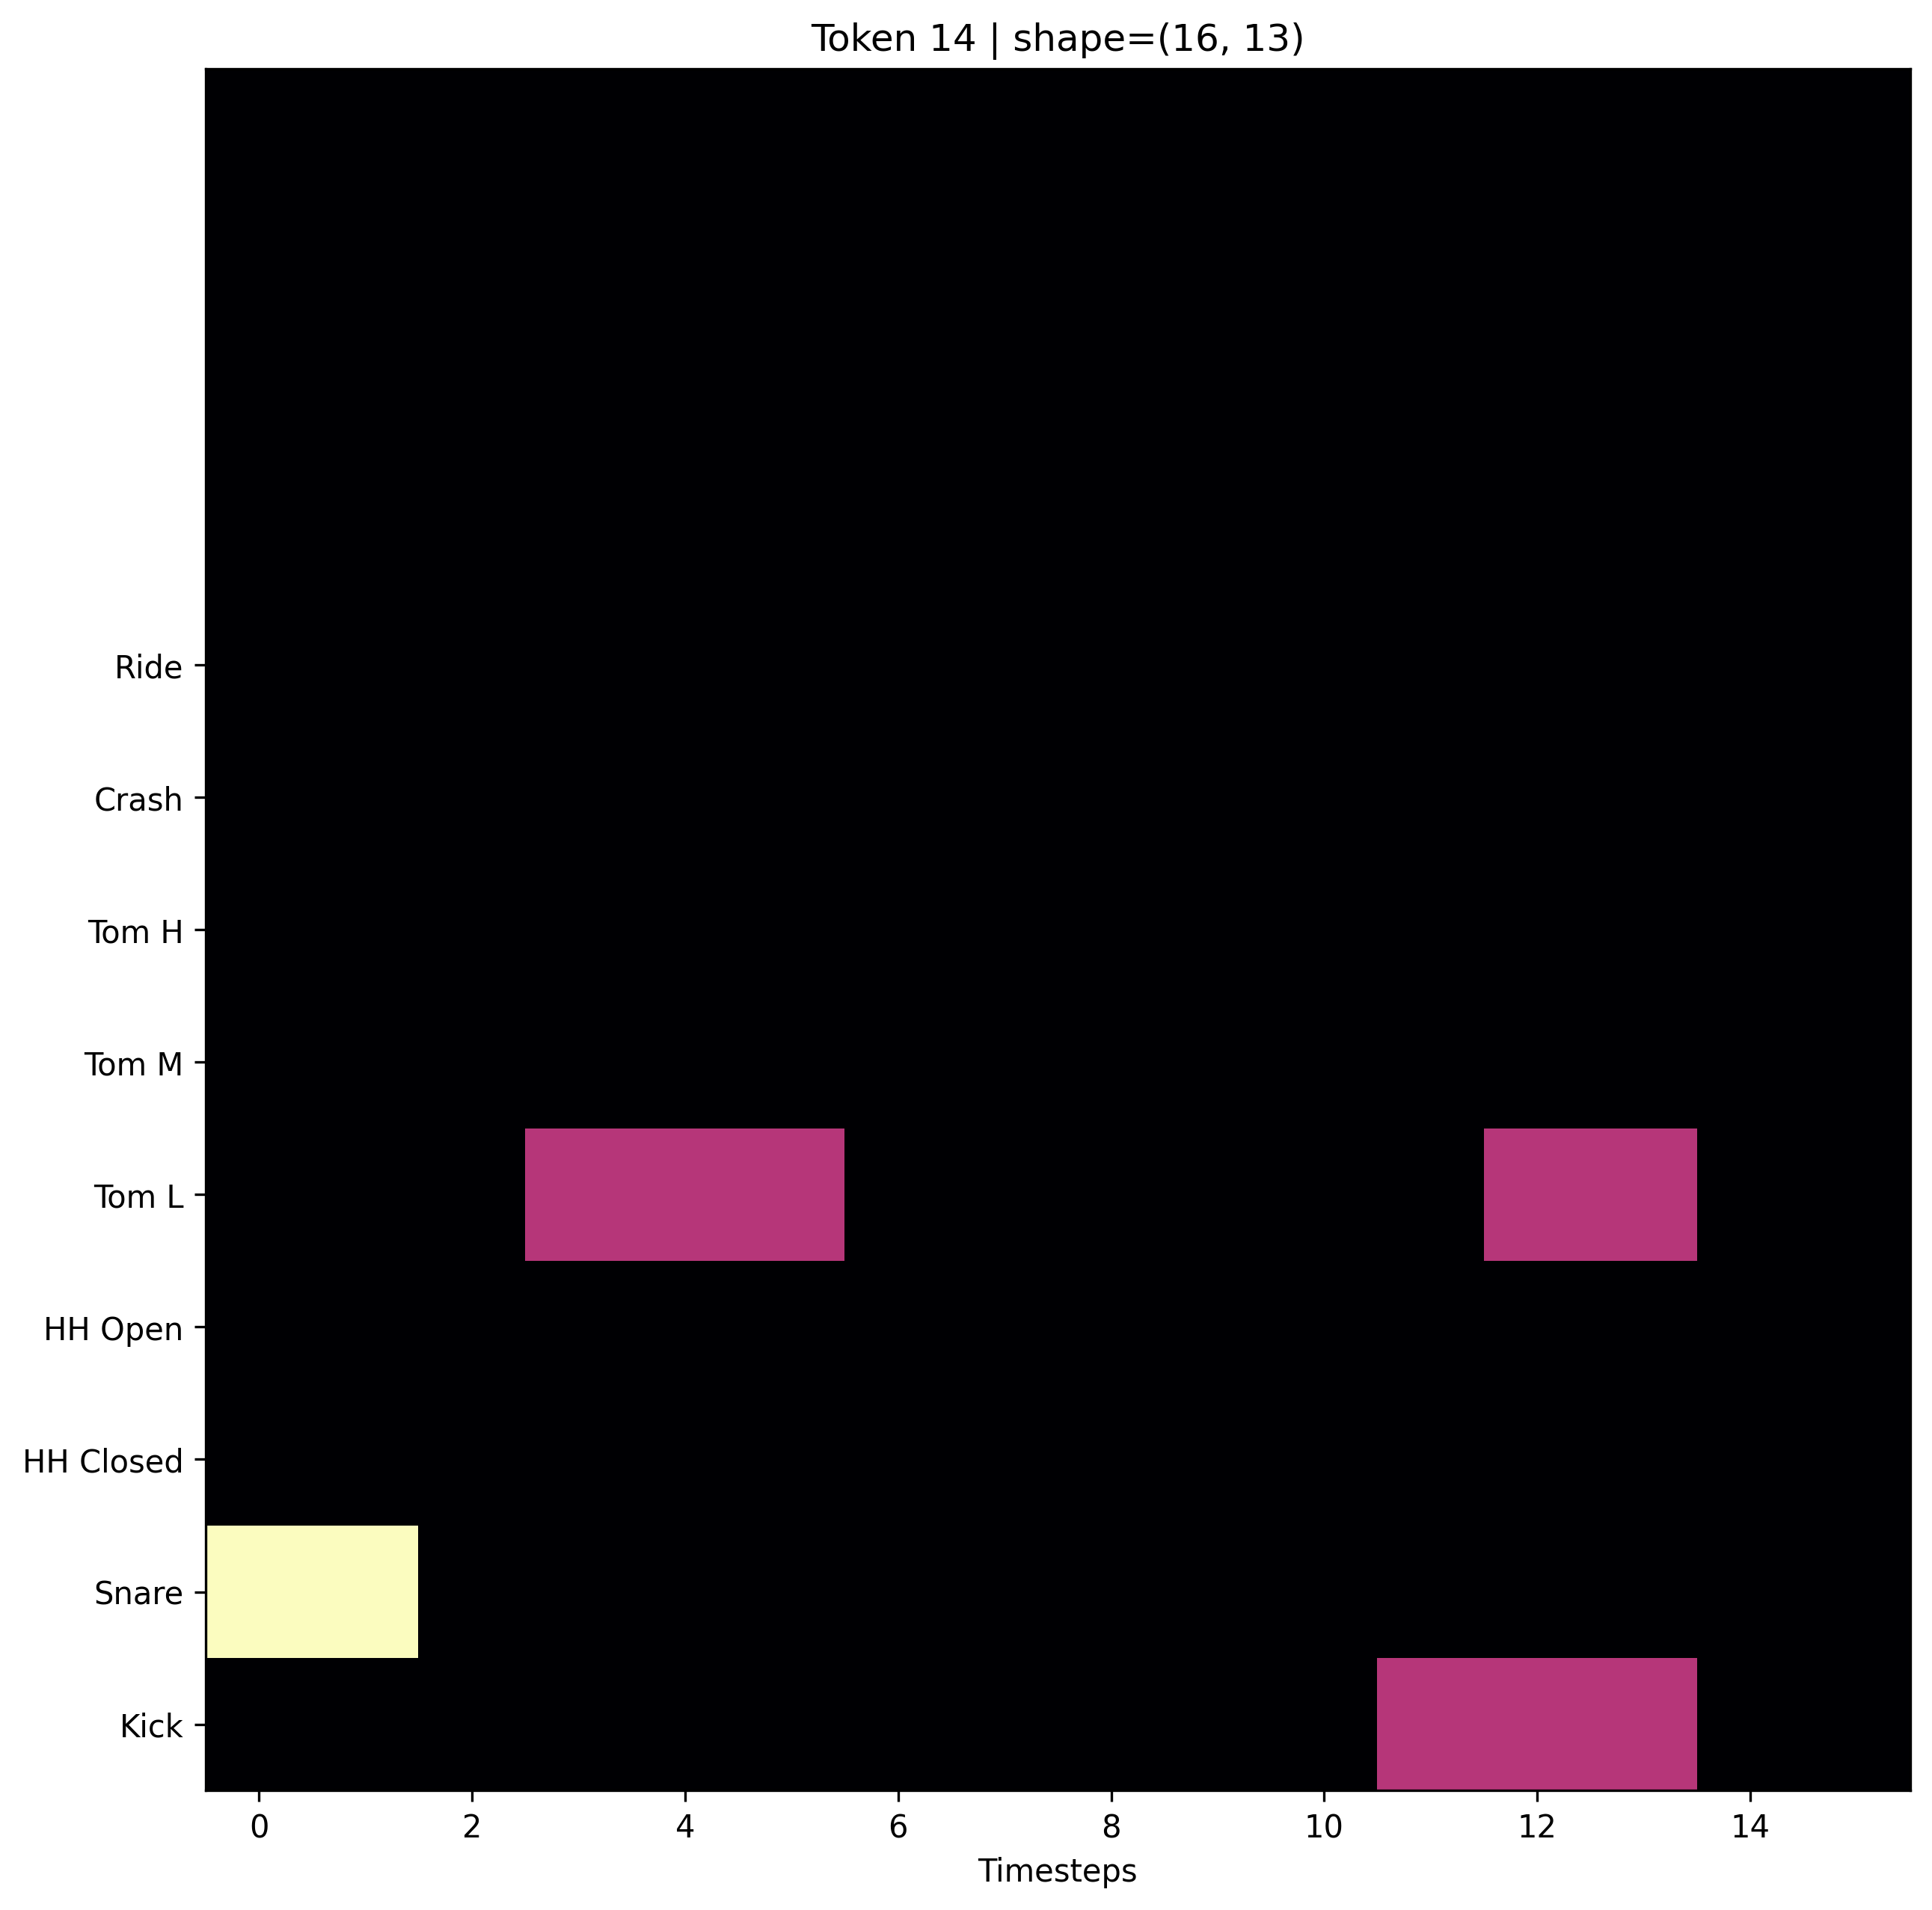 Token 14 | shape=(16, 13)
Ride
Crash
Tom H
Tom M
Tom L
HH Open
HH Closed
Snare
Kick
0 2 4 6 8 10 12 14
Timesteps